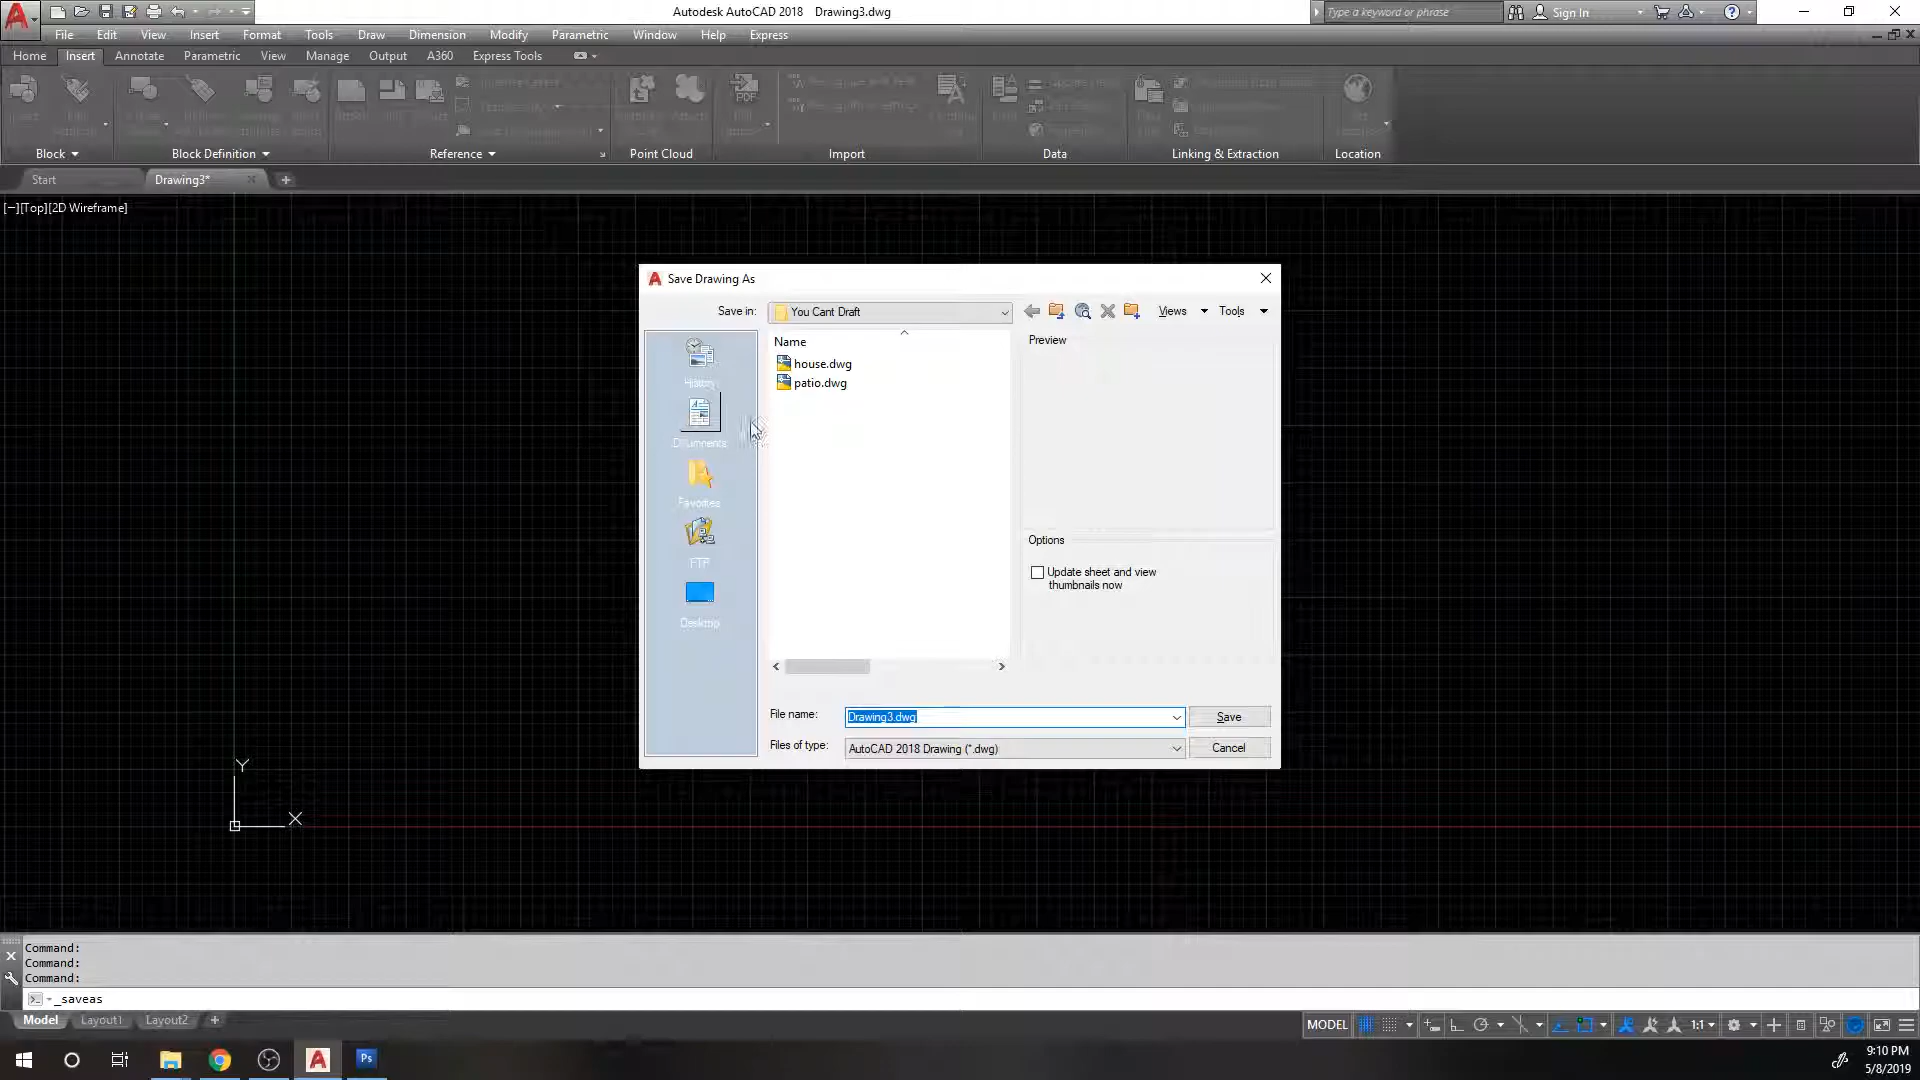 Autodesk AutoCAD 2018 Drawing3.dwg
Type a keyword or phrase
Sign In
File Edit View Insert Format Tools Draw Dimension Modify Parametric Window Help Express
Home Insert Annotate Parametric View Manage Output A360 Express Tools
PDF
Block Block Definition Reference Point Cloud Import Data Linking & Extraction Location
Start Drawing3*
[−][Top][2D Wireframe]
Save Drawing As
Save in: You Cant Draft Views Tools
Name
Preview
house.dwg
patio.dwg
History
Favorites
FTP
Desktop
Options
Update sheet and view
thumbnails now
File name: Drawing3.dwg Save
Files of type: AutoCAD 2018 Drawing (*.dwg) Cancel
Y
X
Command:
Command:
Command:
_saveas
Model Layout1 Layout2
MODEL 1:1
Ps
9:10 PM
5/8/2019